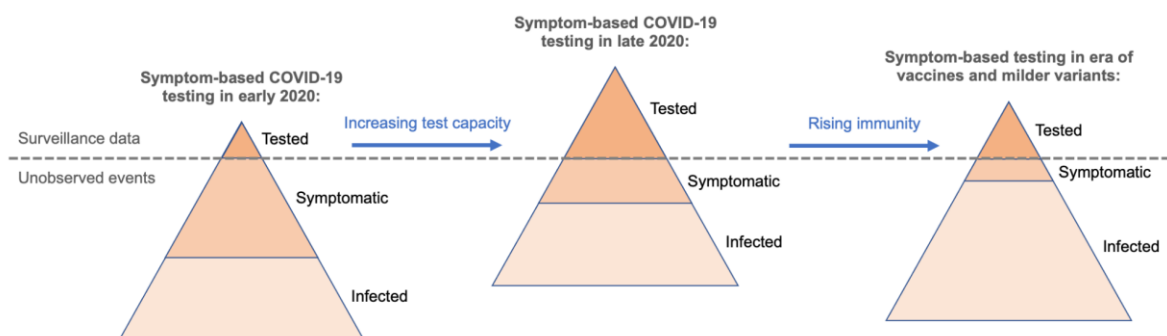 Symptom-based COVID-19
testing in early 2020:
Symptom-based COVID-19
testing in late 2020:
Symptom-based testing in era of
vaccines and milder variants:
Surveillance data
Unobserved events
Tested
Symptomatic
Infected
Increasing test capacity
Tested
Symptomatic
Infected
Rising immunity
Tested
Symptomatic
Infected